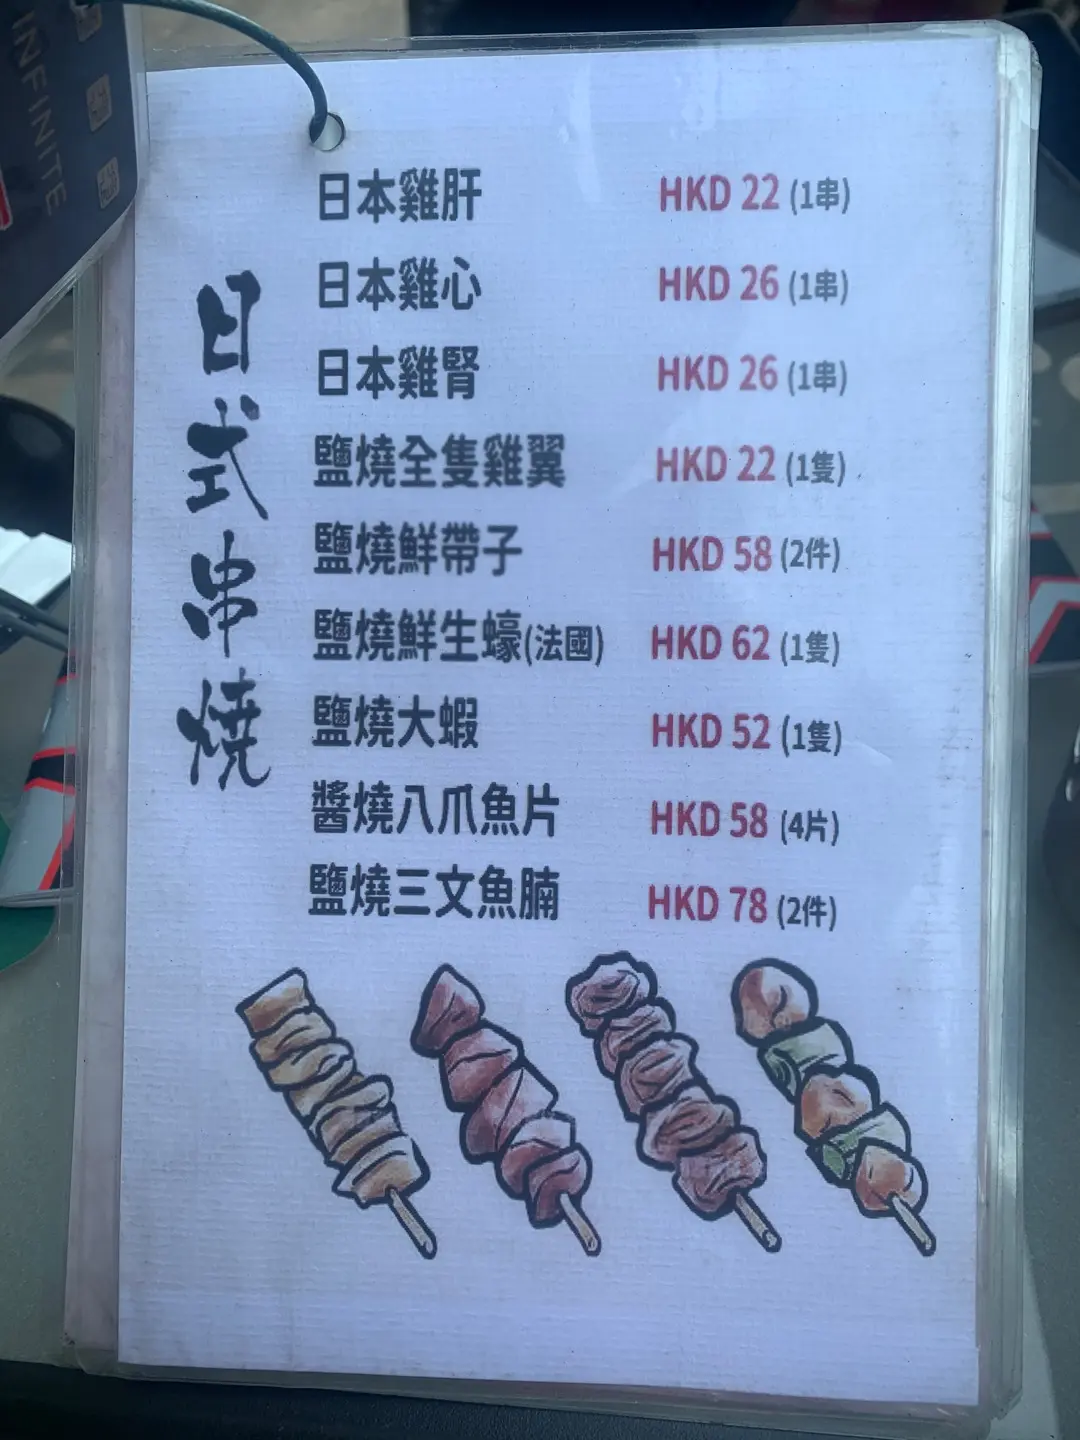 INFINITE
日式串燒
日本雞肝 HKD 22 (1串)
日本雞心 HKD 26 (1串)
日本雞腎 HKD 26 (1串)
鹽燒全隻雞翼 HKD 22 (1隻)
鹽燒鮮帶子 HKD 58 (2件)
鹽燒鮮生蠔(法國) HKD 62 (1隻)
鹽燒大蝦 HKD 52 (1隻)
醬燒八爪魚片 HKD 58 (4片)
鹽燒三文魚腩 HKD 78 (2件)